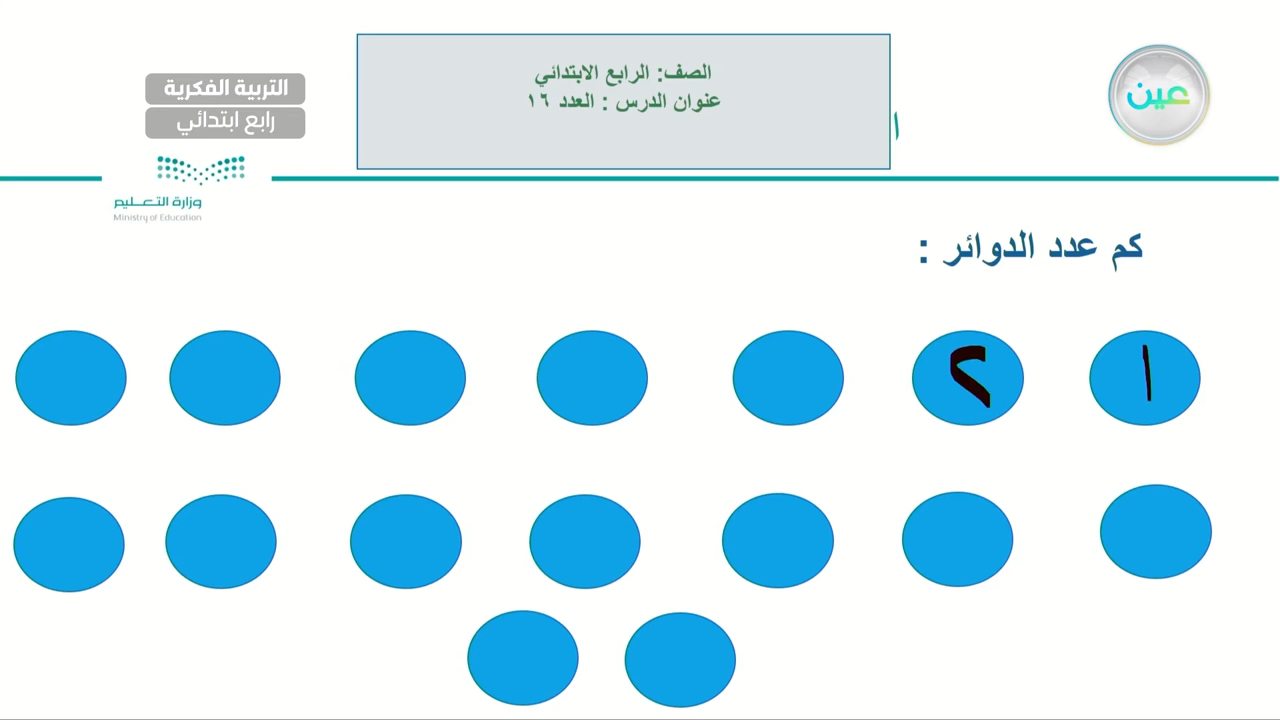 الصف: الرابع الابتدائي
عنوان الدرس : العدد ١٦
عين
التربية الفكرية
رابع ابتدائي
وزارة التعليم
Ministry of Education
كم عدد الدوائر :
١
٢